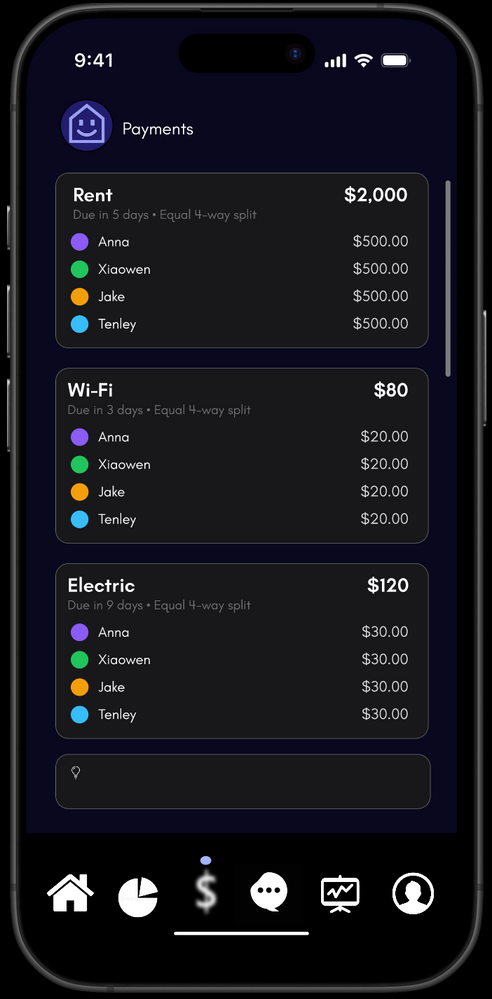 9:41
Payments
Rent $2,000
Due in 5 days • Equal 4-way split
Anna $500.00
Xiaowen $500.00
Jake $500.00
Tenley $500.00
Wi-Fi $80
Due in 3 days • Equal 4-way split
Anna $20.00
Xiaowen $20.00
Jake $20.00
Tenley $20.00
Electric $120
Due in 9 days • Equal 4-way split
Anna $30.00
Xiaowen $30.00
Jake $30.00
Tenley $30.00
$